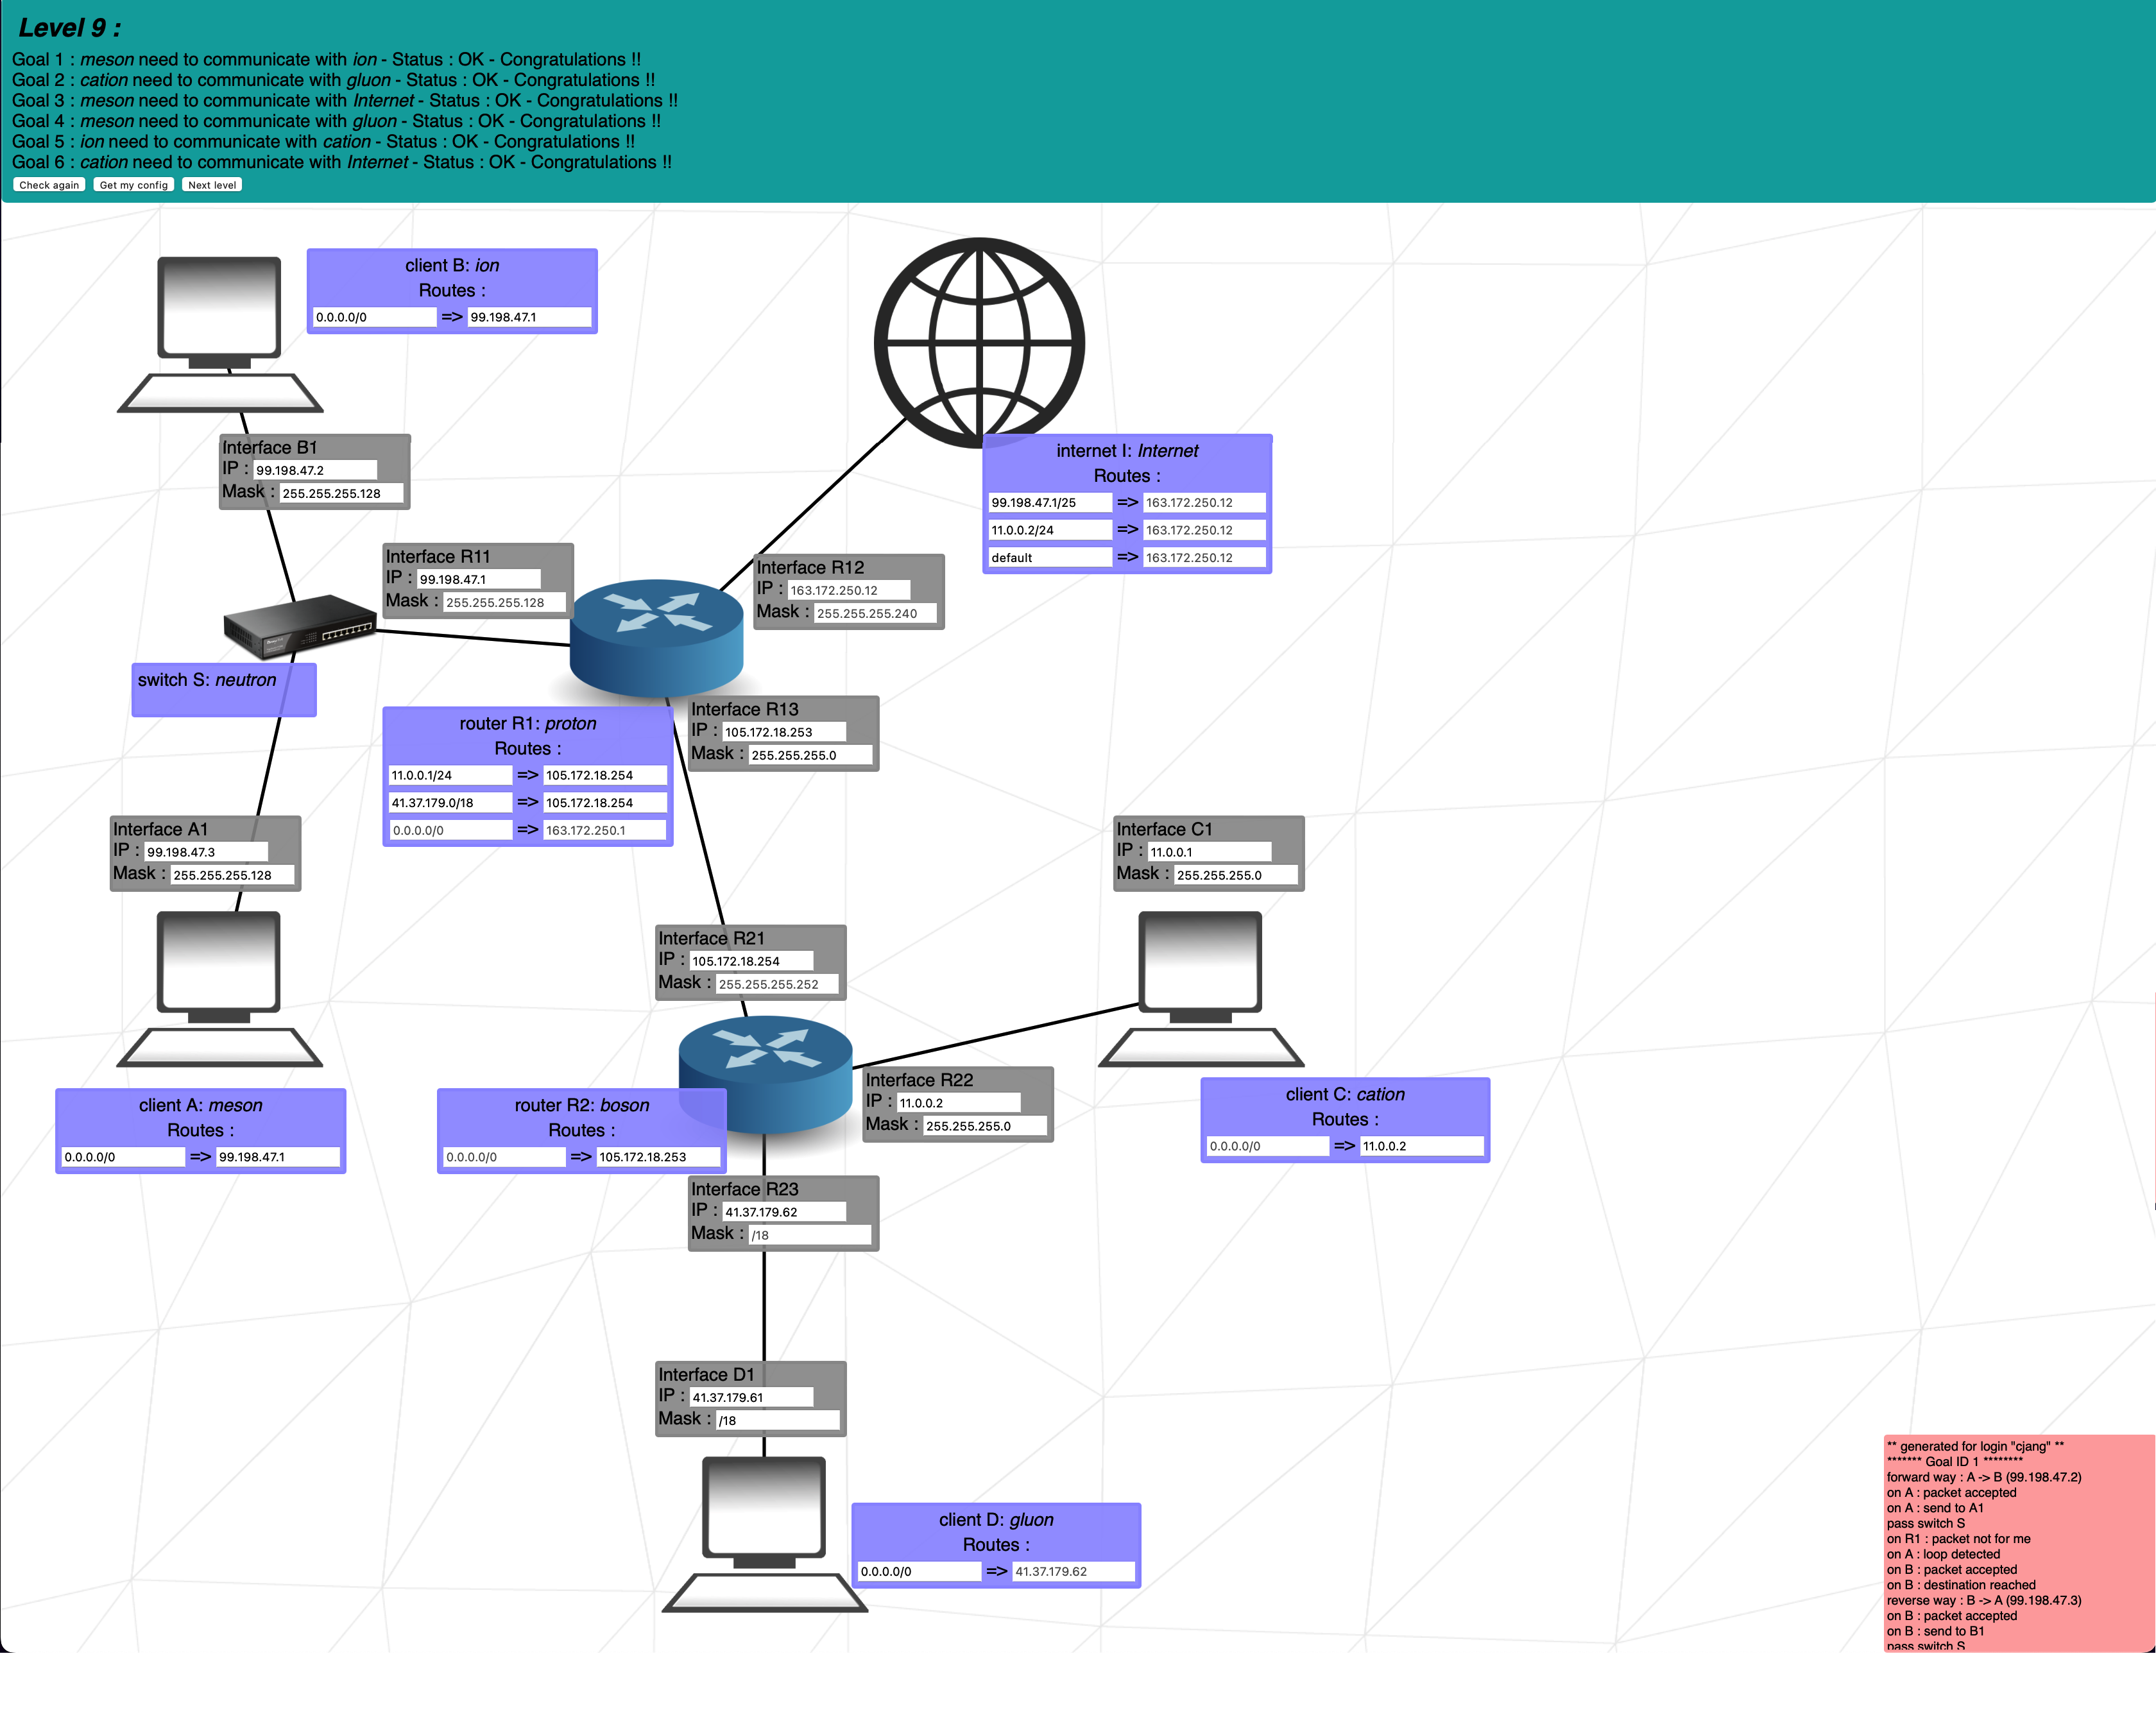 Level 9 :
Goal 1 : meson need to communicate with ion - Status : OK - Congratulations !!
Goal 2 : cation need to communicate with gluon - Status : OK - Congratulations !!
Goal 3 : meson need to communicate with Internet - Status : OK - Congratulations !!
Goal 4 : meson need to communicate with gluon - Status : OK - Congratulations !!
Goal 5 : ion need to communicate with cation - Status : OK - Congratulations !!
Goal 6 : cation need to communicate with Internet - Status : OK - Congratulations !!
Check again Get my config Next level
client B: ion
Routes :
0.0.0.0/0 => 99.198.47.1
Interface B1
IP : 99.198.47.2
Mask : 255.255.255.128
internet I: Internet
Routes :
99.198.47.1/25 => 163.172.250.12
11.0.0.2/24 => 163.172.250.12
default => 163.172.250.12
Interface R11
IP : 99.198.47.1
Mask : 255.255.255.128
Interface R12
IP : 163.172.250.12
Mask : 255.255.255.240
switch S: neutron
Interface R13
IP : 105.172.18.253
Mask : 255.255.255.0
router R1: proton
Routes :
11.0.0.1/24 => 105.172.18.254
41.37.179.0/18 => 105.172.18.254
0.0.0.0/0 => 163.172.250.1
Interface A1
IP : 99.198.47.3
Mask : 255.255.255.128
Interface C1
IP : 11.0.0.1
Mask : 255.255.255.0
Interface R21
IP : 105.172.18.254
Mask : 255.255.255.252
Interface R22
IP : 11.0.0.2
Mask : 255.255.255.0
client A: meson
Routes :
0.0.0.0/0 => 99.198.47.1
router R2: boson
Routes :
0.0.0.0/0 => 105.172.18.253
client C: cation
Routes :
0.0.0.0/0 => 11.0.0.2
Interface R23
IP : 41.37.179.62
Mask : /18
Interface D1
IP : 41.37.179.61
Mask : /18
client D: gluon
Routes :
0.0.0.0/0 => 41.37.179.62
** generated for login "cjang" **
******* Goal ID 1 ********
forward way : A -> B (99.198.47.2)
on A : packet accepted
on A : send to A1
pass switch S
on R1 : packet not for me
on A : loop detected
on B : packet accepted
on B : destination reached
reverse way : B -> A (99.198.47.3)
on B : packet accepted
on B : send to B1
pass switch S